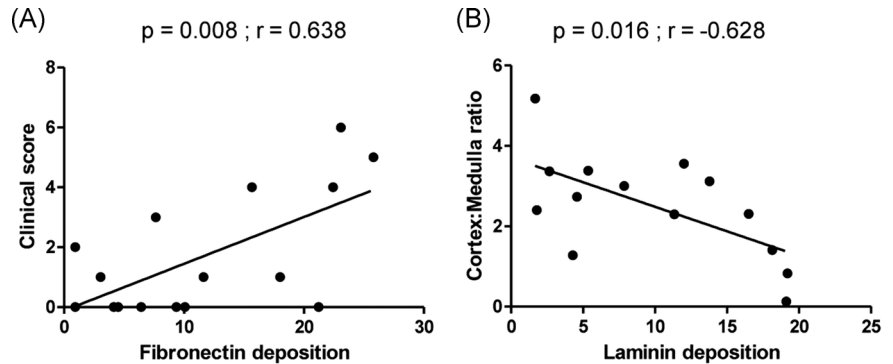 (A)
p = 0.008 ; r = 0.638
8
6
4
2
0
Clinical score
0 10 20 30
Fibronectin deposition
(B)
p = 0.016 ; r = -0.628
6
4
2
0
Cortex:Medulla ratio
0 5 10 15 20 25
Laminin deposition